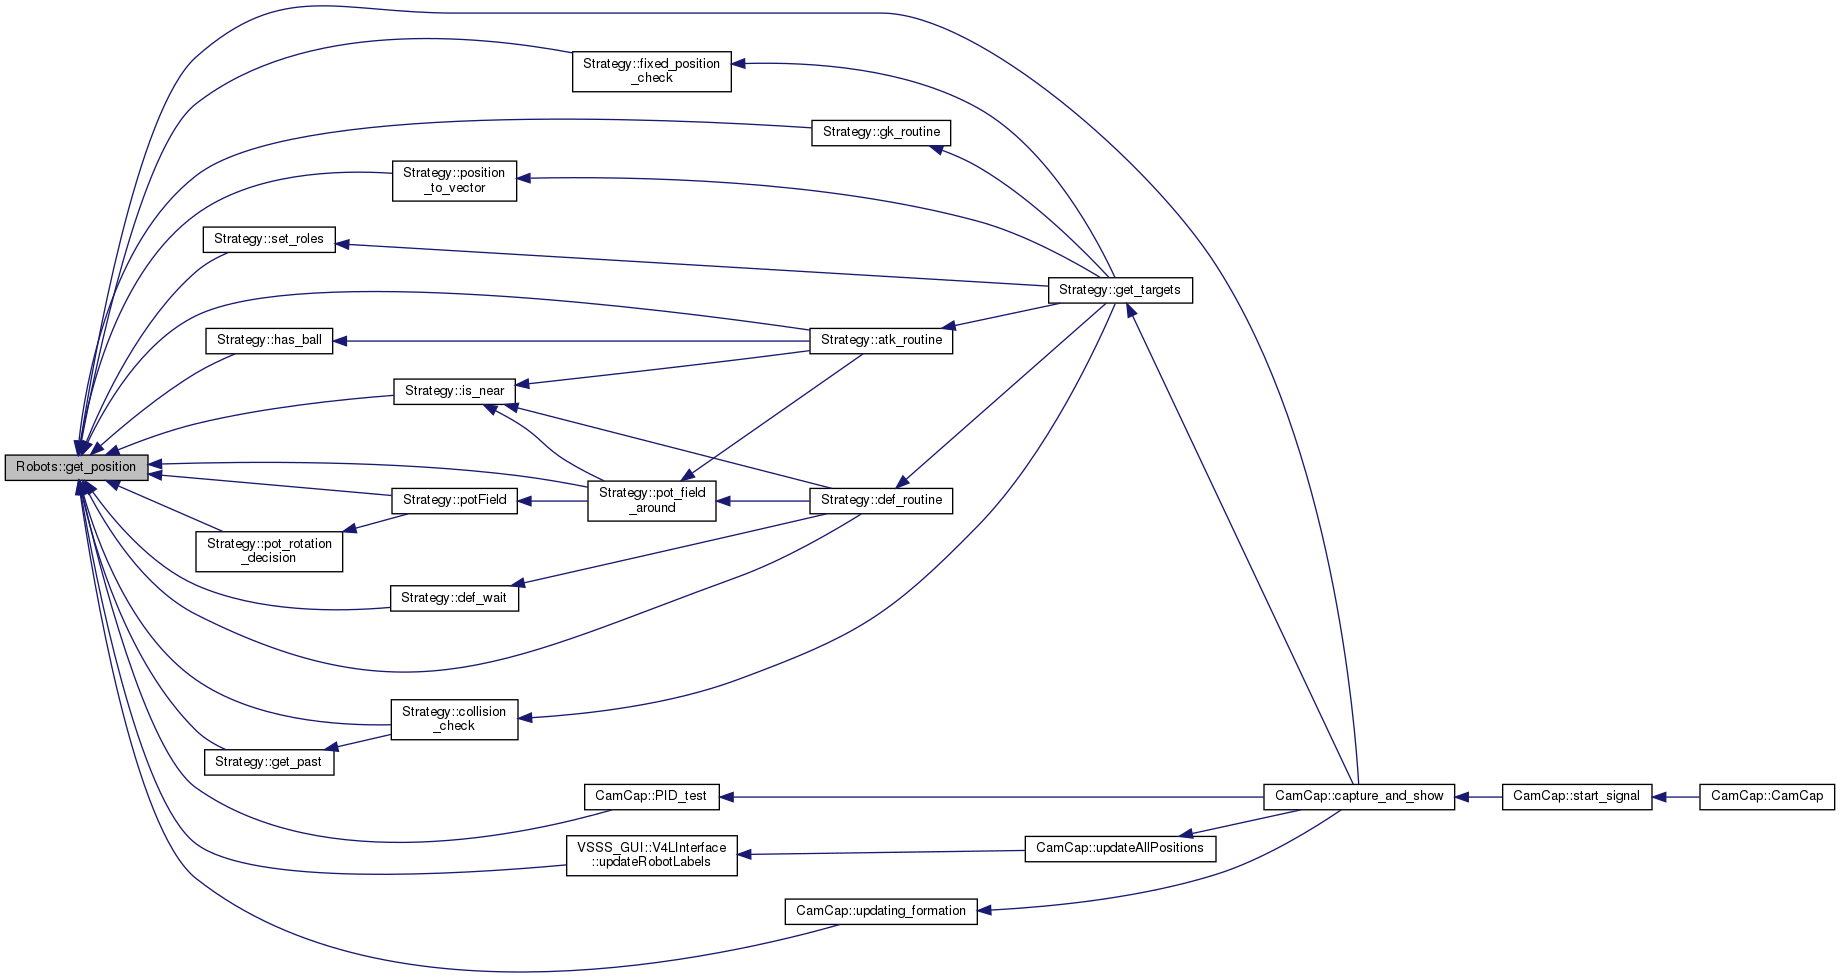 Strategy::fixed_position
_check
Strategy::gk_routine
Strategy::position
_to_vector
Strategy::set_roles
Strategy::get_targets
Strategy::has_ball
Strategy::atk_routine
Strategy::is_near
Robots::get_position
Strategy::potField
Strategy::pot_field
_around
Strategy::def_routine
Strategy::pot_rotation
_decision
Strategy::def_wait
Strategy::collision
_check
Strategy::get_past
CamCap::PID_test
CamCap::capture_and_show
CamCap::start_signal
CamCap::CamCap
VSSS_GUI::V4LInterface
::updateRobotLabels
CamCap::updateAllPositions
CamCap::updating_formation